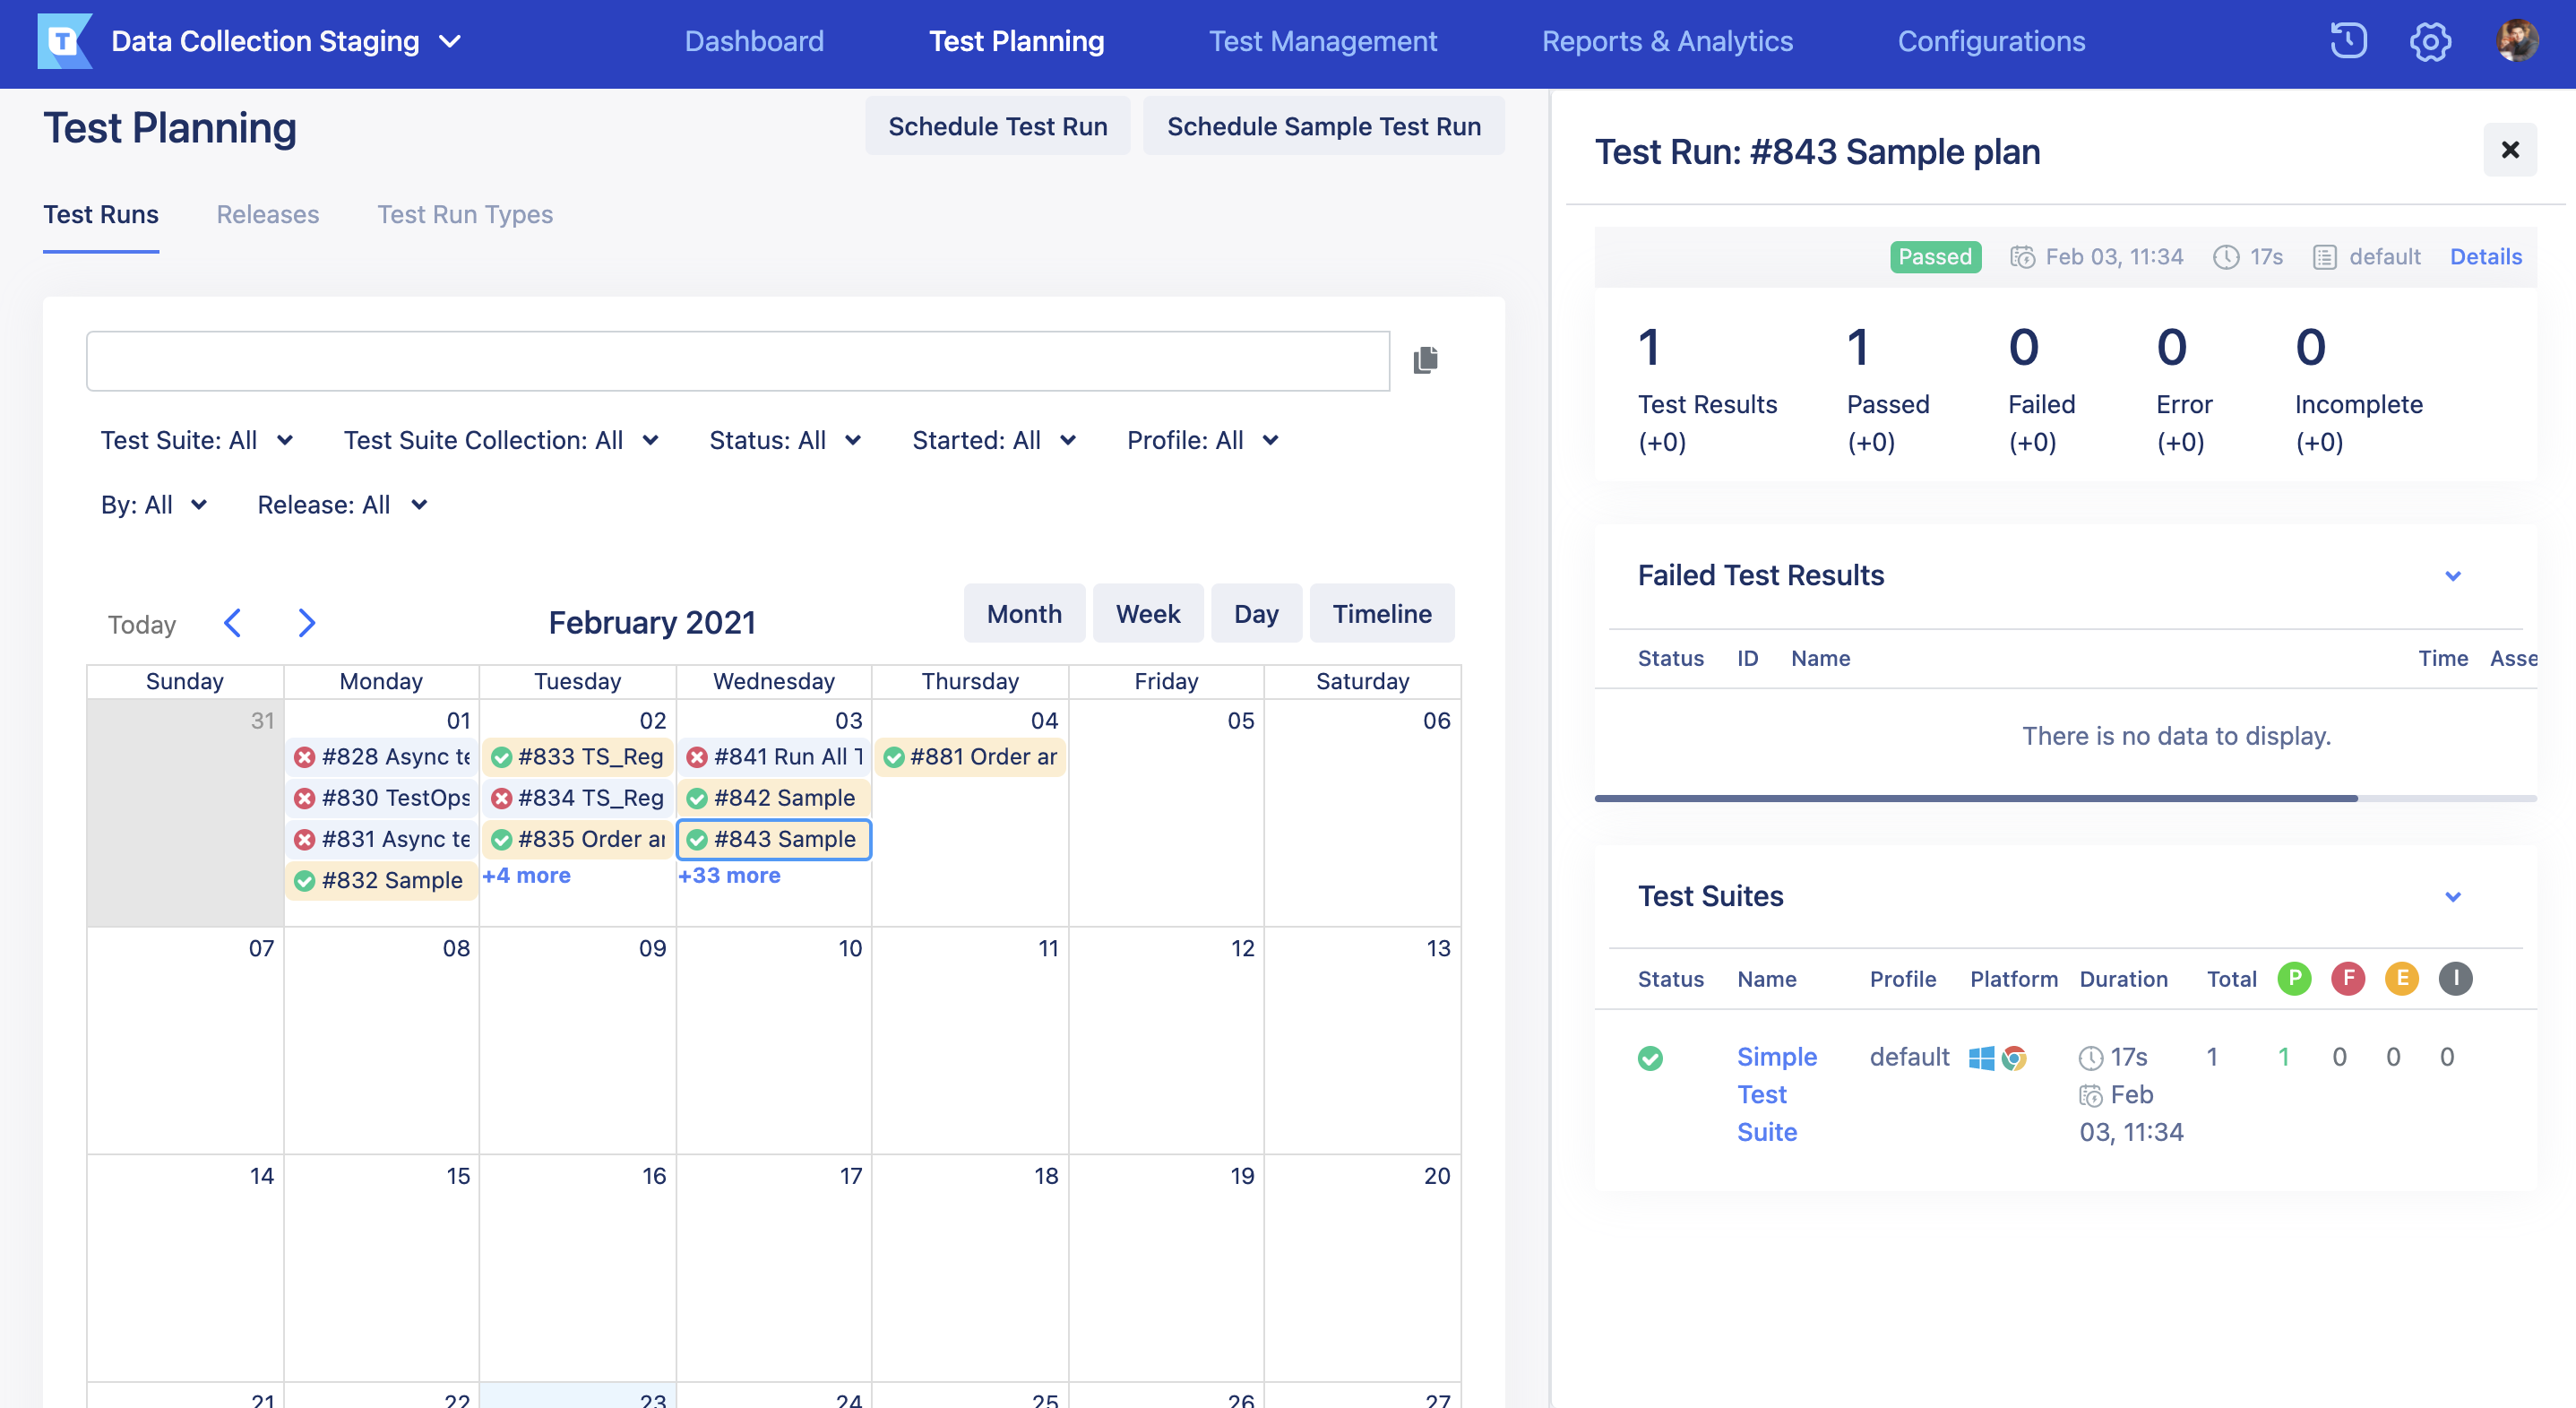 T Data Collection Staging
Dashboard
Test Planning
Test Management
Reports & Analytics
Configurations
Test Planning
Schedule Test Run
Schedule Sample Test Run
Test Runs
Releases
Test Run Types
Test Suite: All
Test Suite Collection: All
Status: All
Started: All
Profile: All
By: All
Release: All
Today
February 2021
Month
Week
Day
Timeline
Sunday Monday Tuesday Wednesday Thursday Friday Saturday
31 01 02 03 04 05 06
#828 Async te
#833 TS_Reg
#841 Run All T
#881 Order ar
#830 TestOps
#834 TS_Reg
#842 Sample
#831 Async te
#835 Order ar
#843 Sample
#832 Sample
+4 more
+33 more
07 08 09 10 11 12 13
14 15 16 17 18 19 20
21 22 23 24 25 26 27
Test Run: #843 Sample plan
Passed Feb 03, 11:34 17s default Details
1 1 0 0 0
Test Results Passed Failed Error Incomplete
(+0) (+0) (+0) (+0) (+0)
Failed Test Results
Status ID Name Time Asse
There is no data to display.
Test Suites
Status Name Profile Platform Duration Total P F E I
Simple default 17s 1 1 0 0 0
Test Feb
Suite 03, 11:34